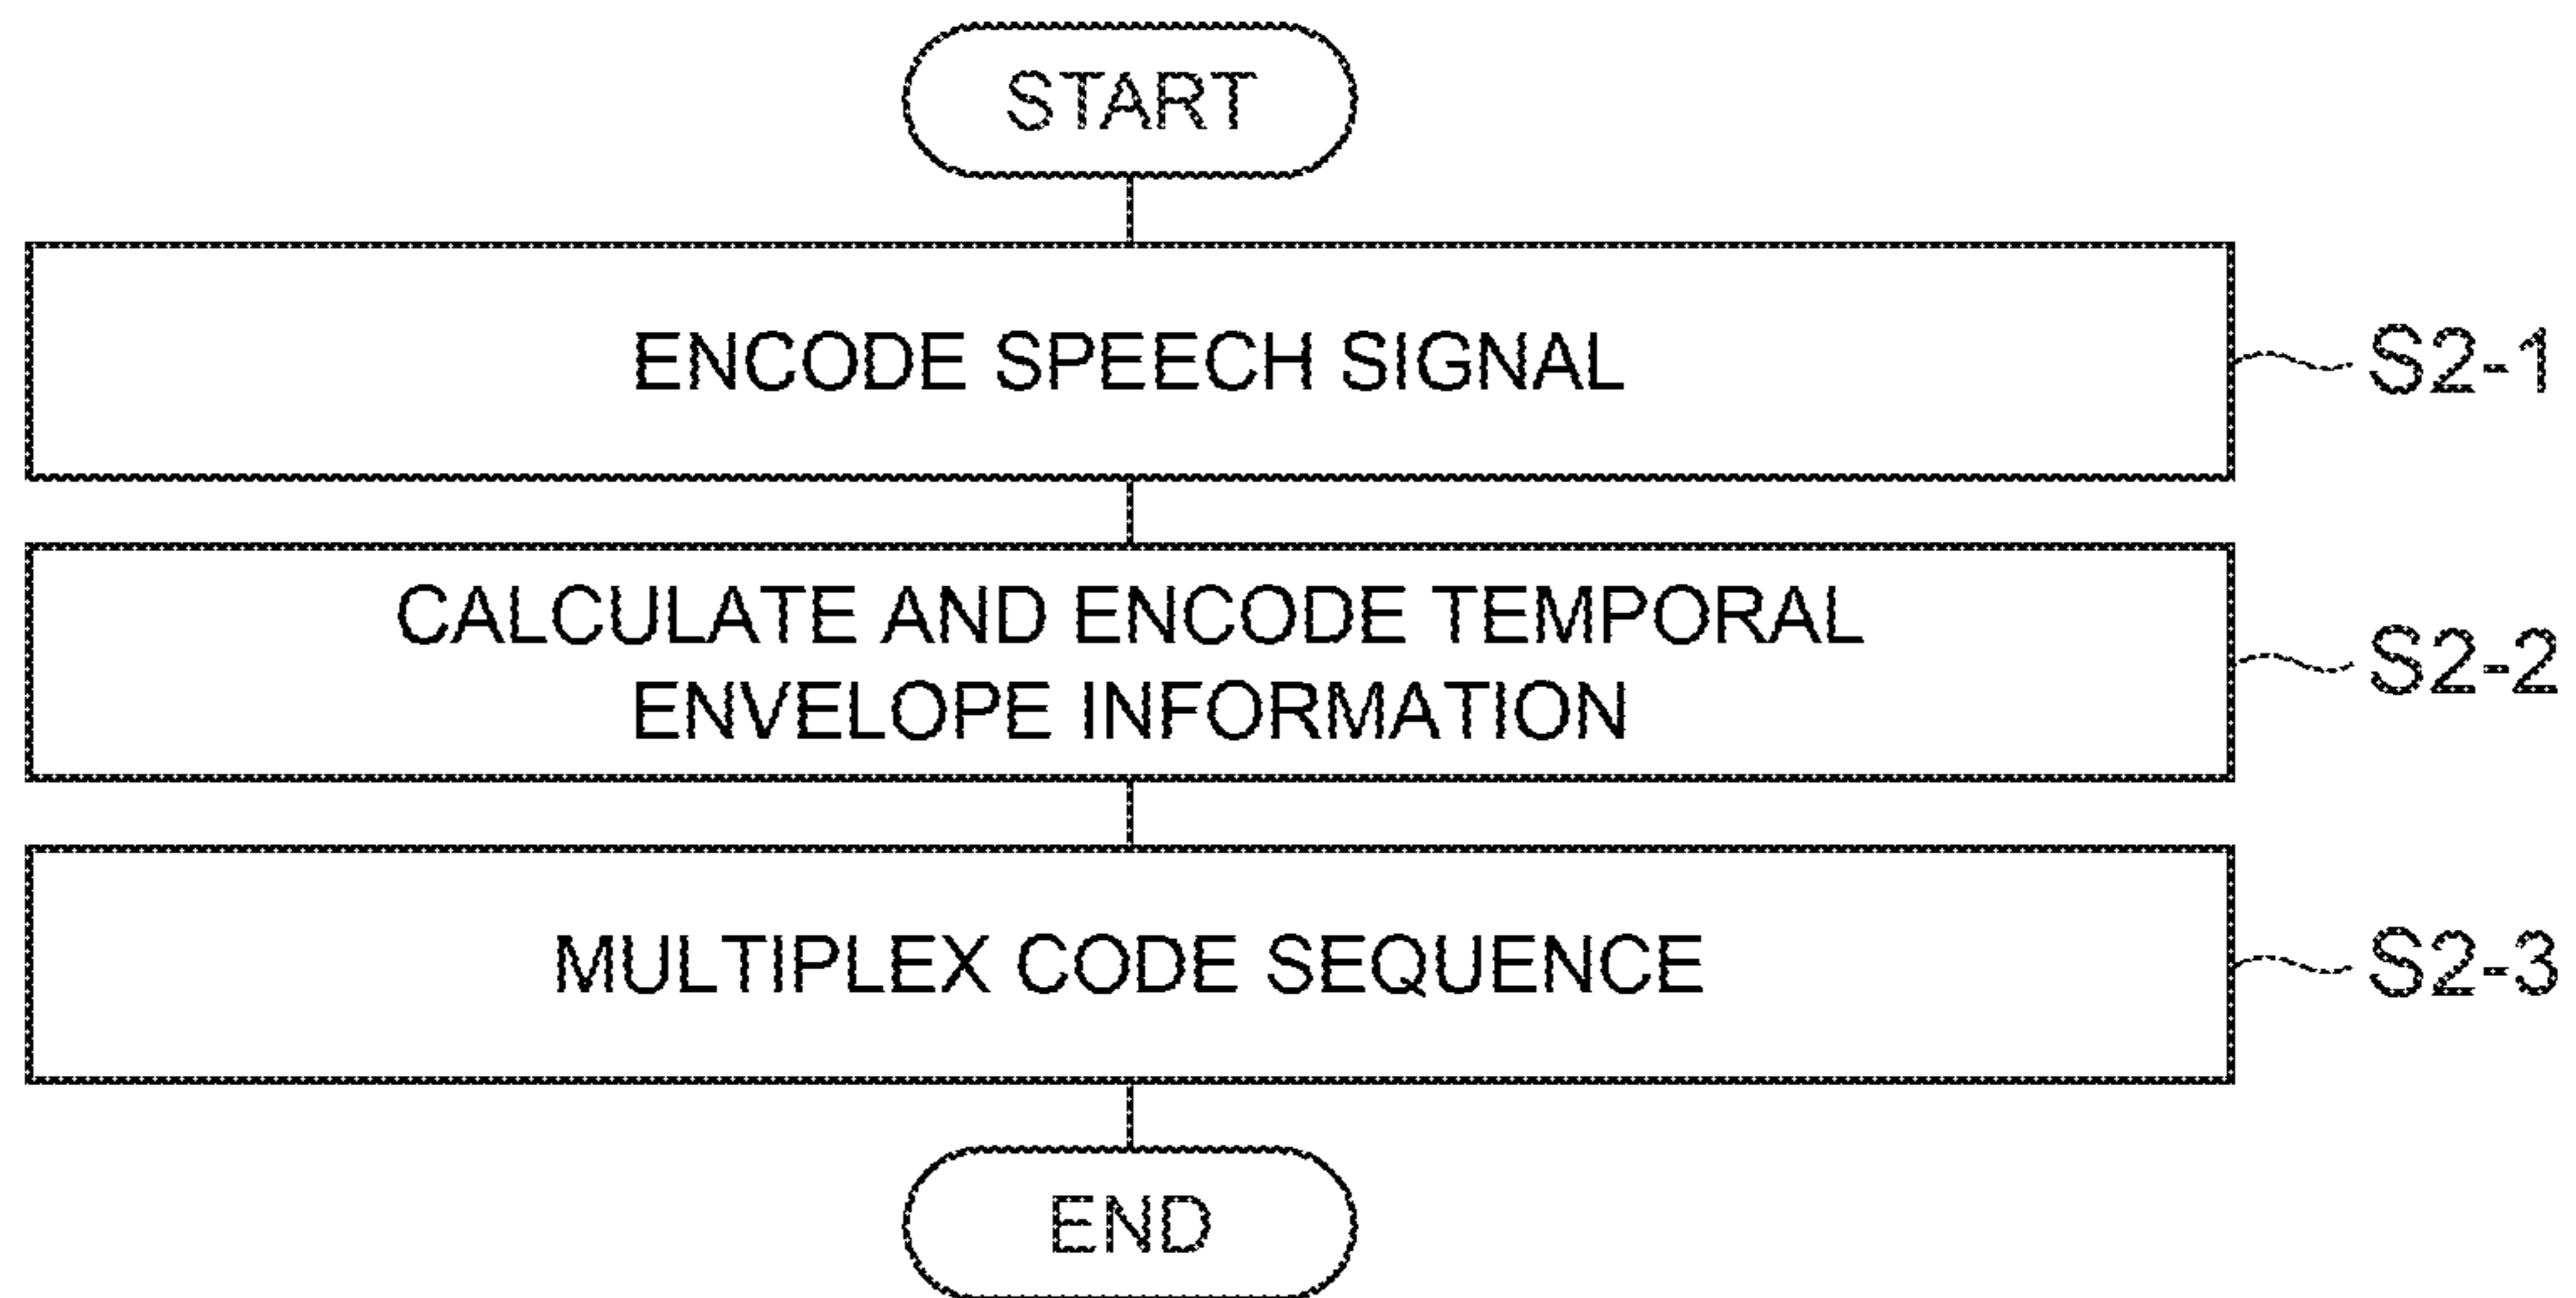 START
ENCODE SPEECH SIGNAL
S2-1
CALCULATE AND ENCODE TEMPORAL
ENVELOPE INFORMATION
S2-2
MULTIPLEX CODE SEQUENCE
S2-3
END